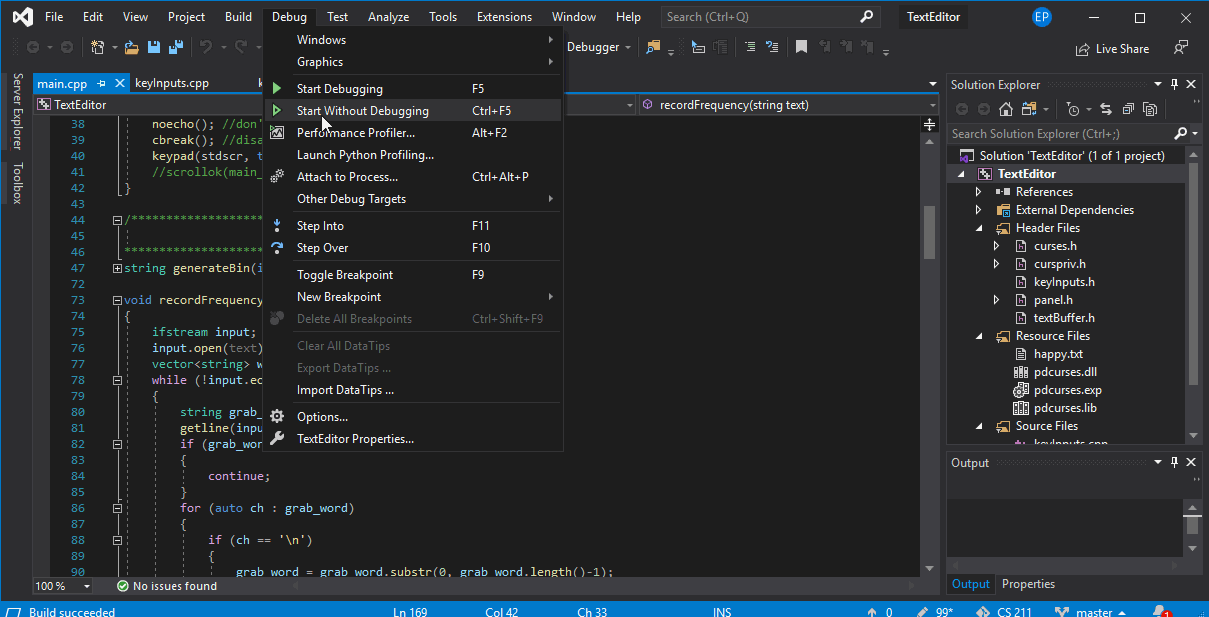 File Edit View Project Build Debug Test Analyze Tools Extensions Window Help Search (Ctrl+Q) TextEditor EP
Debugger Live Share
Server Explorer
Toolbox
main.cpp keyInputs.cpp
TextEditor recordFrequency(string text)
38 noecho(); //don'
39 cbreak(); //disa
40 keypad(stdscr, t
41 //scrollok(main_
42 }
43
44 /*******************
45
46 ********************
47 string generateBin(i
72
73 void recordFrequency
74 {
75 ifstream input;
76 input.open(text)
77 vector<string> w
78 while (!input.eo
79 {
80 string grab_
81 getline(inpu
82 if (grab_wor
83 {
84 continue;
85 }
86 for (auto ch : grab_word)
87 {
88 if (ch == '\n')
89 {
90 grab_word = grab_word.substr(0, grab_word.length()-1);
100 % No issues found
Windows
Graphics
Start Debugging F5
Start Without Debugging Ctrl+F5
Performance Profiler... Alt+F2
Launch Python Profiling...
Attach to Process... Ctrl+Alt+P
Other Debug Targets
Step Into F11
Step Over F10
Toggle Breakpoint F9
New Breakpoint
Delete All Breakpoints Ctrl+Shift+F9
Clear All DataTips
Export DataTips ...
Import DataTips ...
Options...
TextEditor Properties...
Solution Explorer
Search Solution Explorer (Ctrl+;)
Solution 'TextEditor' (1 of 1 project)
TextEditor
References
External Dependencies
Header Files
curses.h
curspriv.h
keyInputs.h
panel.h
textBuffer.h
Resource Files
happy.txt
pdcurses.dll
pdcurses.exp
pdcurses.lib
Source Files
keyInputs.cpp
Output
Output Properties
Build succeeded Ln 169 Col 42 Ch 33 INS 0 99* CS 211 master 1